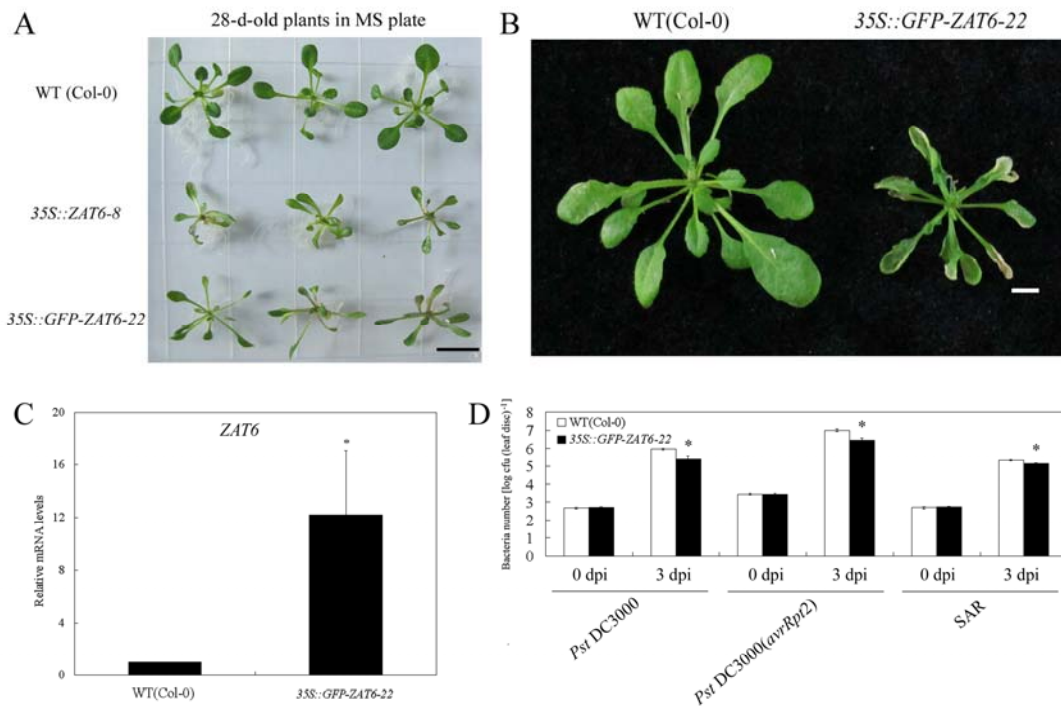 A
28-d-old plants in MS plate
WT (Col-0)
35S::ZAT6-8
35S::GFP-ZAT6-22
B
WT(Col-0) 35S::GFP-ZAT6-22
C
20
16
12
8
4
0
Relative mRNA levels
ZAT6
*
WT(Col-0) 35S::GFP-ZAT6-22
D
8
7
6
5
4
3
2
1
0
Bacteria number [log cfu (leaf disc)⁻¹]
WT(Col-0)
35S::GFP-ZAT6-22
* * *
0 dpi 3 dpi 0 dpi 3 dpi 0 dpi 3 dpi
Pst DC3000
Pst DC3000(avrRpt2)
SAR